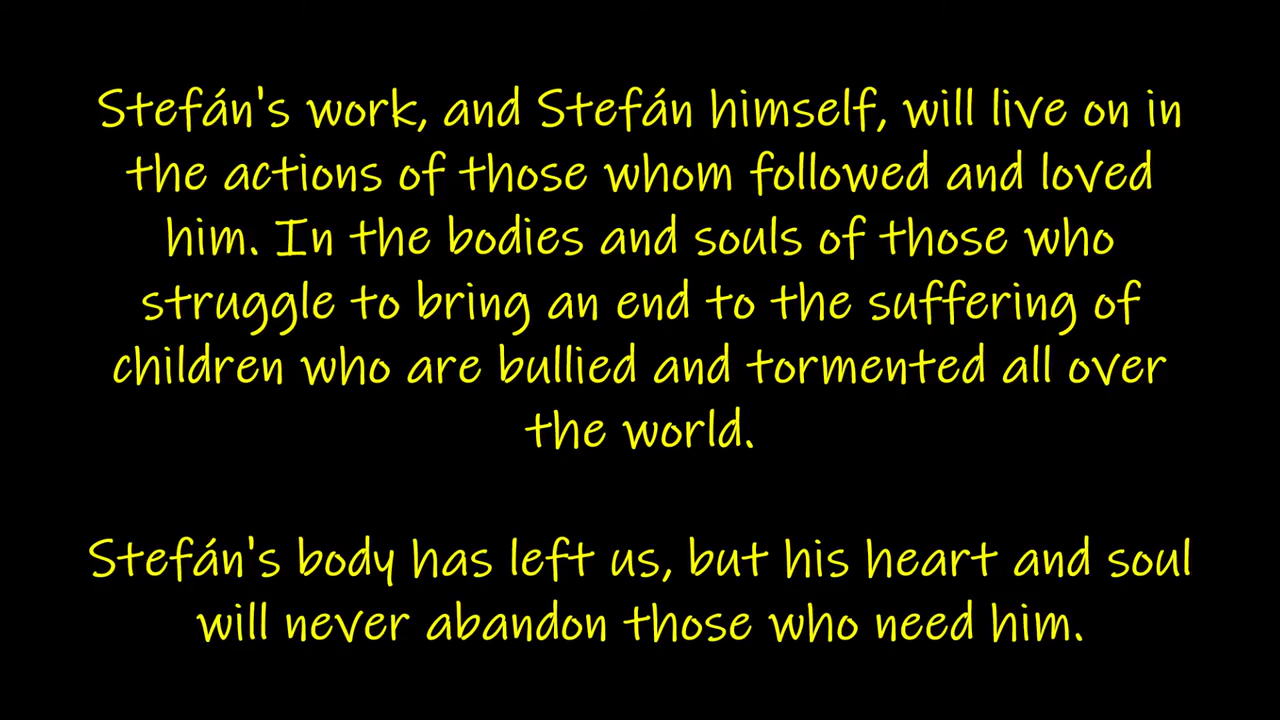 Stefán's work, and Stefán himself, will live on in
the actions of those whom followed and loved
him. In the bodies and souls of those who
struggle to bring an end to the suffering of
children who are bullied and tormented all over
the world.
Stefán's body has left us, but his heart and soul
will never abandon those who need him.